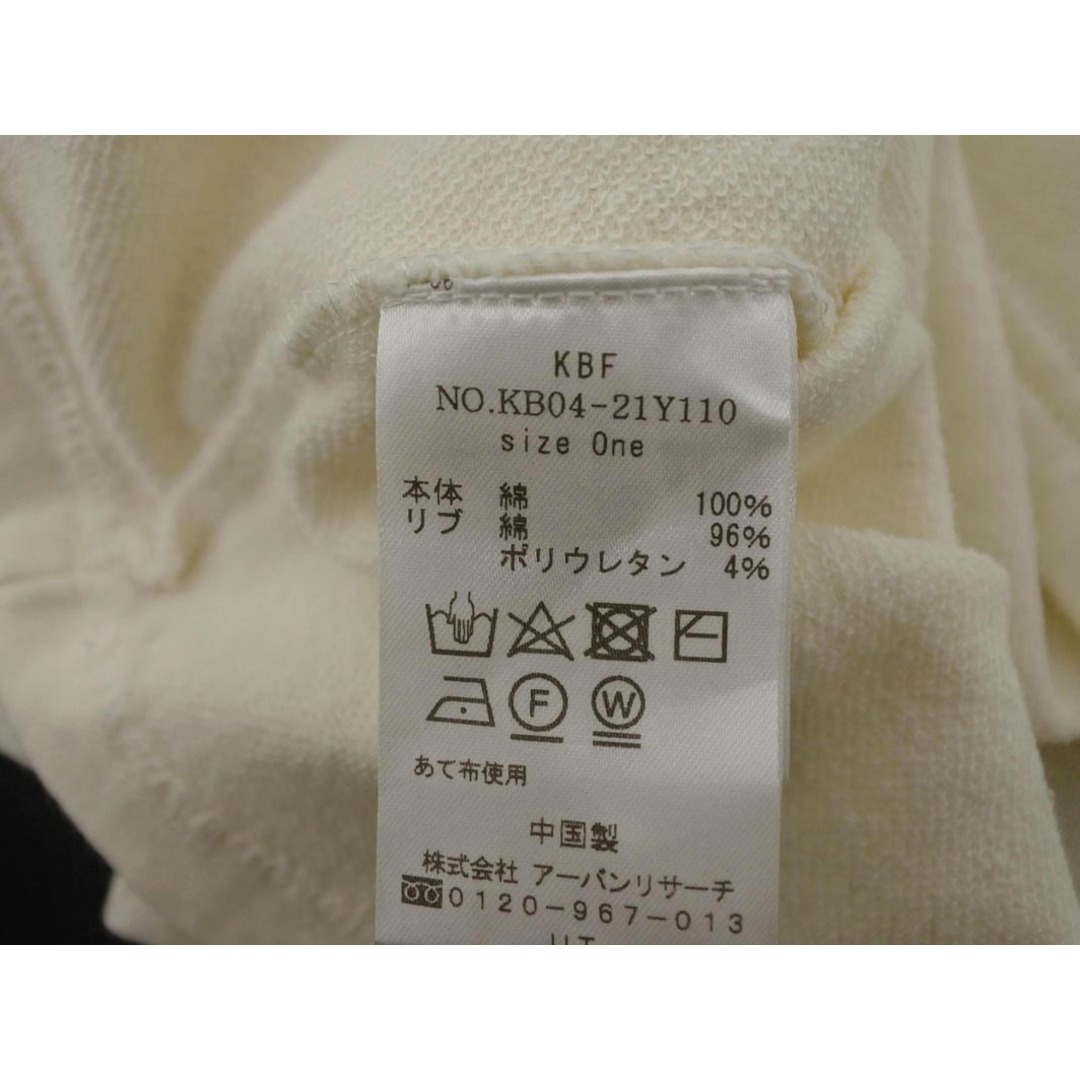 KBF
NO.KB04-21Y110
size One
本体 綿 100%
リブ 綿 96%
ポリウレタン 4%
F W
あて布使用
中国製
株式会社 アーバンリサーチ
0120-967-013